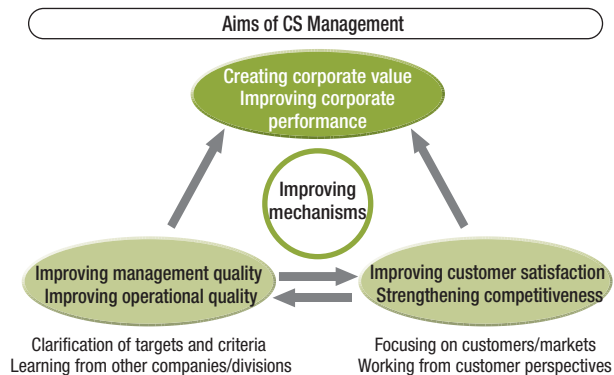 Aims of CS Management
Creating corporate value
Improving corporate
performance
Improving
mechanisms
Improving management quality
Improving operational quality
Improving customer satisfaction
Strengthening competitiveness
Clarification of targets and criteria
Learning from other companies/divisions
Focusing on customers/markets
Working from customer perspectives